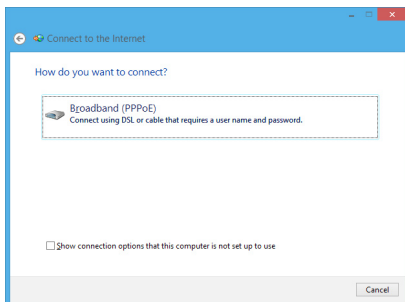 Connect to the Internet
How do you want to connect?
Broadband (PPPoE)
Connect using DSL or cable that requires a user name and password.
Show connection options that this computer is not set up to use
Cancel